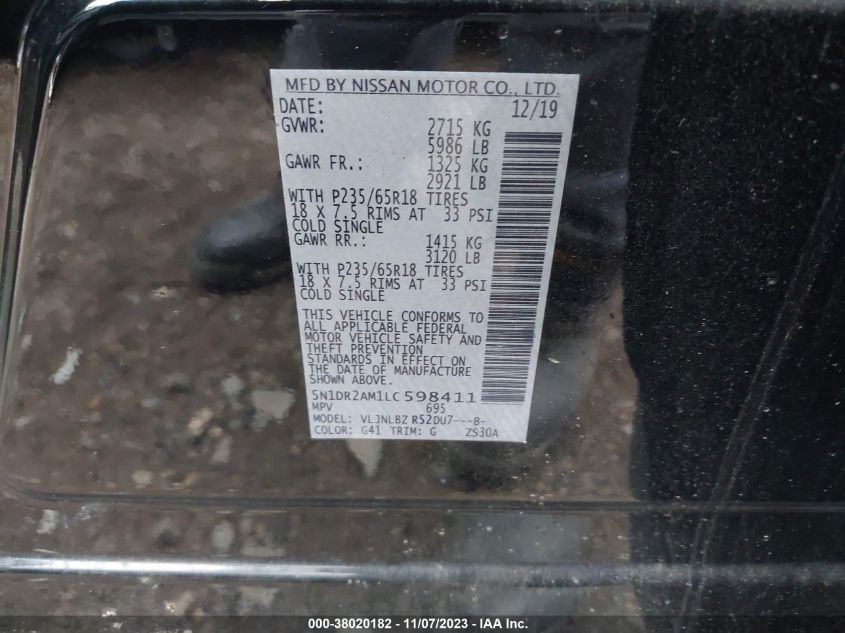 MFD BY NISSAN MOTOR CO., LTD.
DATE: 12/19
GVWR: 2715 KG
5986 LB
GAWR FR.: 1325 KG
2921 LB
WITH P235/65R18 TIRES
18 X 7.5 RIMS AT 33 PSI
COLD SINGLE
GAWR RR.: 1415 KG
3120 LB
WITH P235/65R18 TIRES
18 X 7.5 RIMS AT 33 PSI
COLD SINGLE
THIS VEHICLE CONFORMS TO
ALL APPLICABLE FEDERAL
MOTOR VEHICLE SAFETY AND
THEFT PREVENTION
STANDARDS IN EFFECT ON
THE DATE OF MANUFACTURE
SHOWN ABOVE.
5N1DR2AM1LC598411
MPV 695
MODEL: VLJNLBZ R52DU7---B-
COLOR: G41 TRIM: G ZS30A
000-38020182 - 11/07/2023 - IAA Inc.